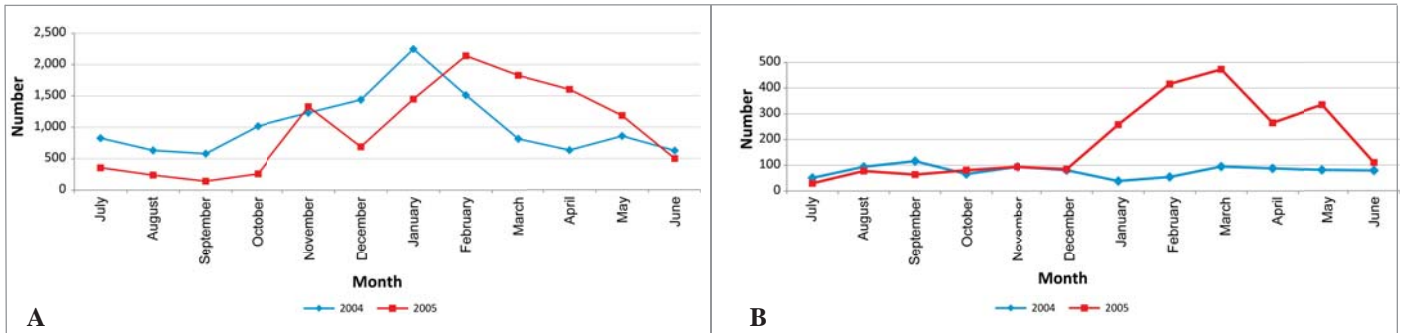 2,500
2,000
1,500
1,000
500
0
Number
July
August
September
October
November
December
January
February
March
April
May
June
Month
2004
2005
A
500
400
300
200
100
0
Number
July
August
September
October
November
December
January
February
March
April
May
June
Month
2004
2005
B